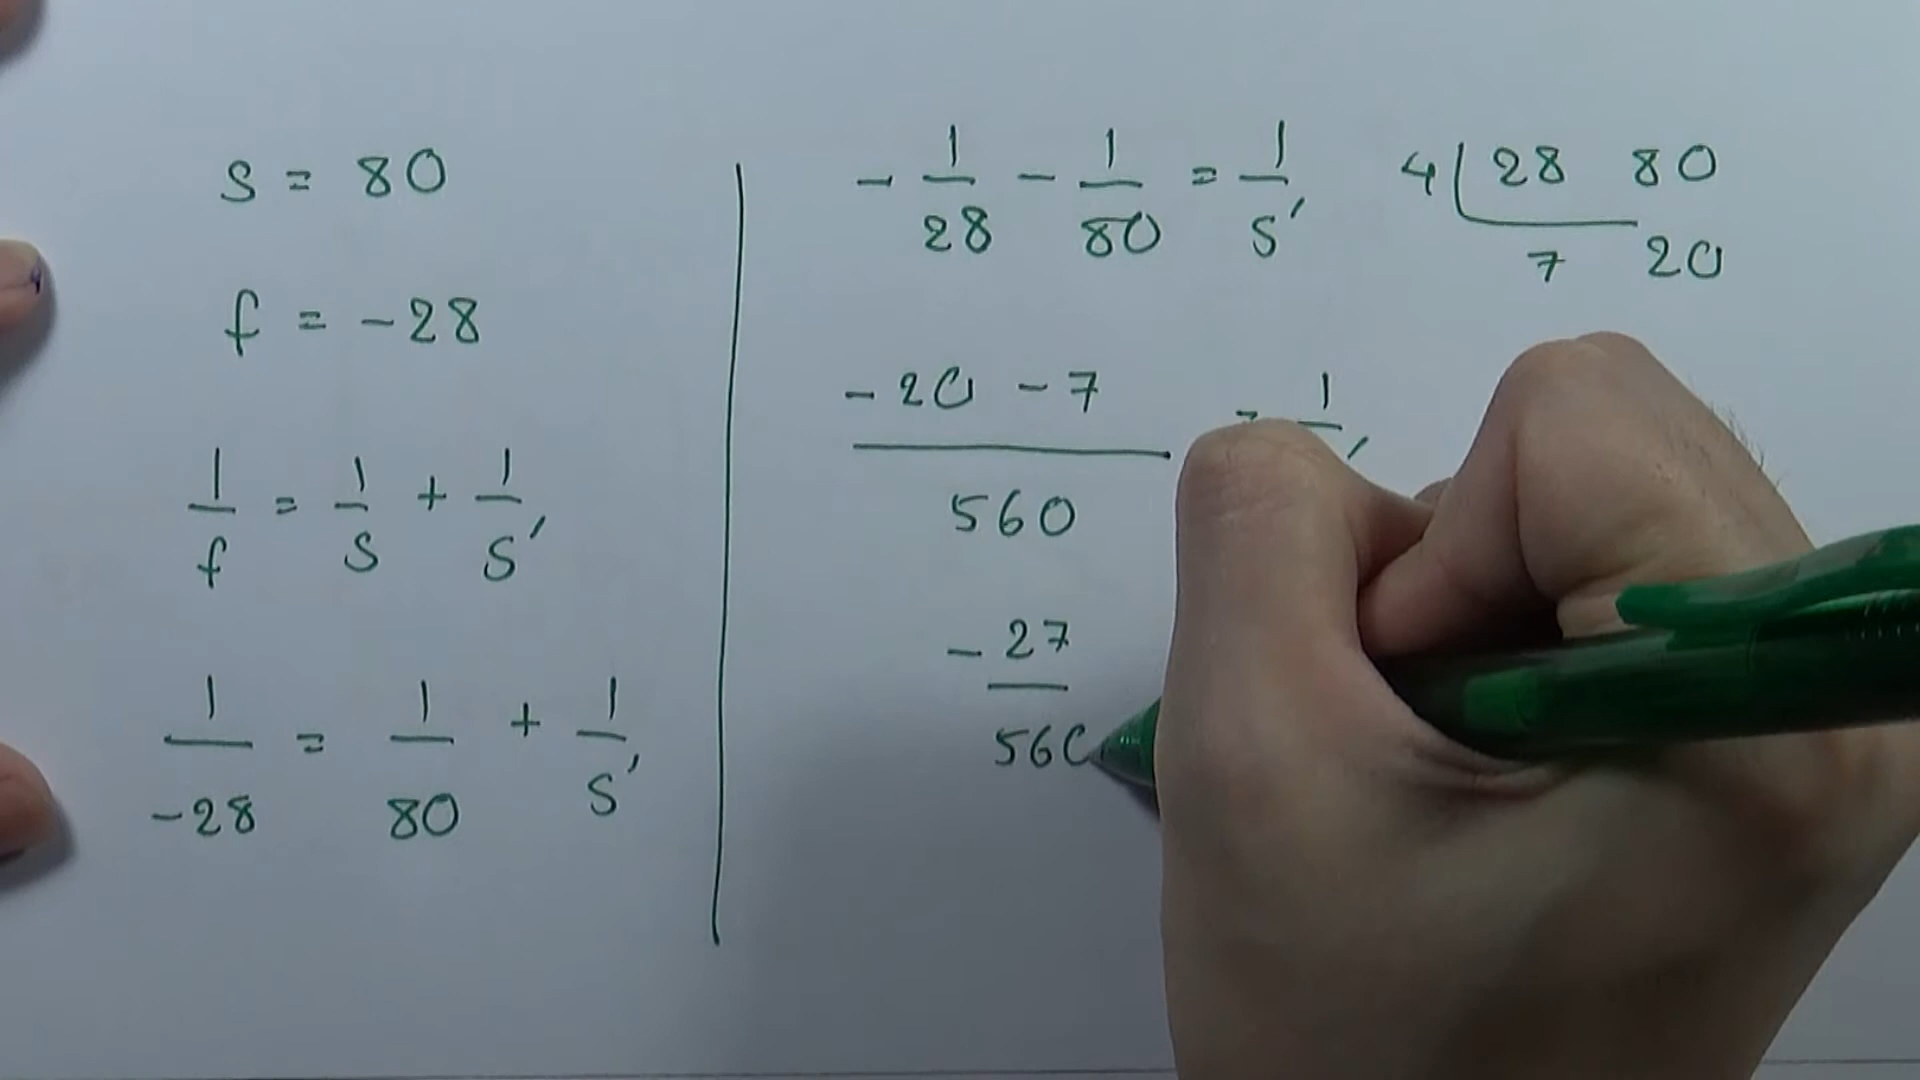 s = 80
f = -28
1/f = 1/s + 1/s'
1/-28 = 1/80 + 1/s'
- 1/28 - 1/80 = 1/s'
4 | 28 80
7 20
-20 - 7 / 560 = 1/
- 27/560